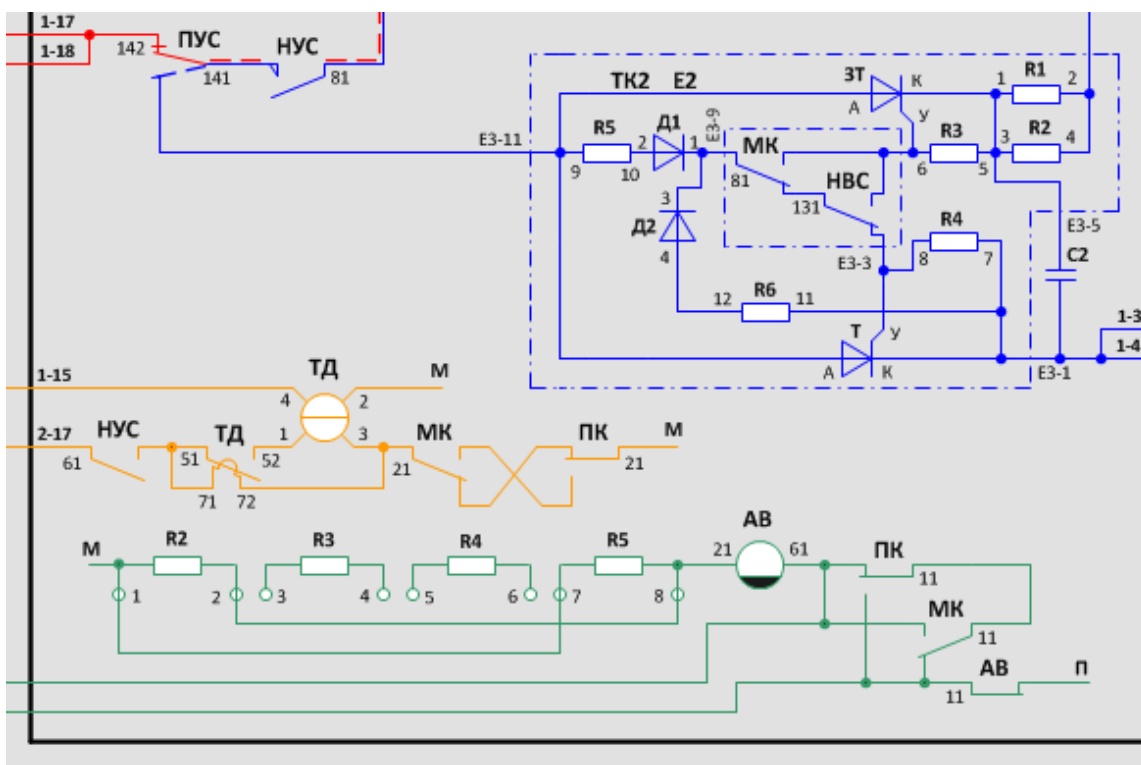 1-17
142 ПУС НУС
1-18
141 81
ТК2 Е2 ЗТ К 1 R1 2
А У
Е3-11 R5 Д1 Е3-9 МК R3 3 R2 4
9 2 10 1 81 НВС 6 5
3 131 R4 Е3-5
Д2 Е3-3 8 7 С2
4
12 R6 11
Т У 1-3
1-4
А К Е3-1
1-15 ТД М
4 2
2-17 НУС ТД 1 3 МК ПК М
61 51 52 21 21
71 72
АВ
М R2 R3 R4 R5 21 61 ПК
11
1 2 3 4 5 6 7 8
МК
11
АВ П
11